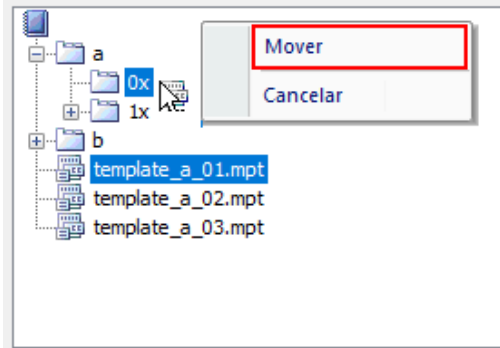 a
0x
1x
b
template_a_01.mpt
template_a_02.mpt
template_a_03.mpt
Mover
Cancelar